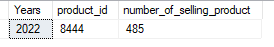 Years product_id number_of_selling_product
2022 8444 485